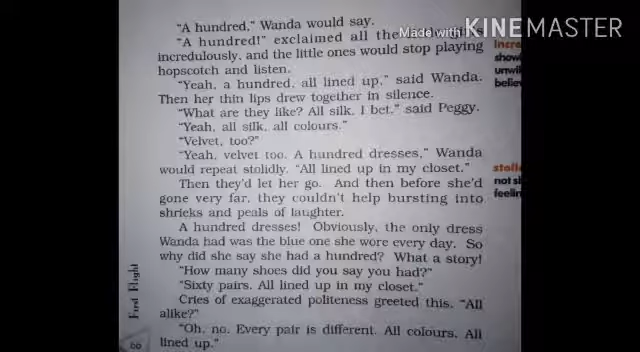 "A hundred," Wanda would say.
"A hundred!" exclaimed all the
incredulously, and the little ones would stop playing
hopscotch and listen.
"Yeah, a hundred, all lined up," said Wanda.
Then her thin lips drew together in silence.
"What are they like? All silk, I bet," said Peggy.
"Yeah, all silk, all colours."
"Velvet, too?"
"Yeah, velvet too. A hundred dresses," Wanda
would repeat stolidly. "All lined up in my closet."
Then they'd let her go. And then before she'd
gone very far, they couldn't help bursting into
shrieks and peals of laughter.
A hundred dresses! Obviously, the only dress
Wanda had was the blue one she wore every day. So
why did she say she had a hundred? What a story!
"How many shoes did you say you had?"
"Sixty pairs. All lined up in my closet."
Cries of exaggerated politeness greeted this. "All
alike?"
"Oh, no. Every pair is different. All colours. All
lined up."
Made with KINEMASTER
incre
show
unwi
believ
stoli
not s
feelin
First Flight